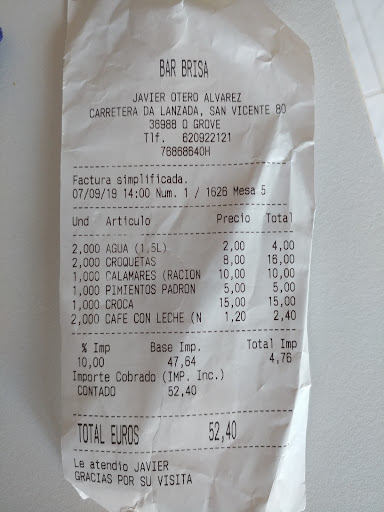 BAR BRISA
JAVIER OTERO ALVAREZ
CARRETERA DA LANZADA, SAN VICENTE 80
36988 O GROVE
Tlf. 620922121
76868640H
Factura simplificada.
07/09/19 14:00 Num. 1 / 1626 Mesa 5
Und Articulo Precio Total
2,000 AGUA (1,5L) 2,00 4,00
2,000 CROQUETAS 8,00 16,00
1,000 CALAMARES (RACION 10,00 10,00
1,000 PIMIENTOS PADRON 5,00 5,00
1,000 CROCA 15,00 15,00
2,000 CAFE CON LECHE (N 1,20 2,40
% Imp Base Imp. Total Imp
10,00 47,64 4,76
Importe Cobrado (IMP. Inc.)
CONTADO 52,40
TOTAL EUROS 52,40
Le atendio JAVIER
GRACIAS POR SU VISITA